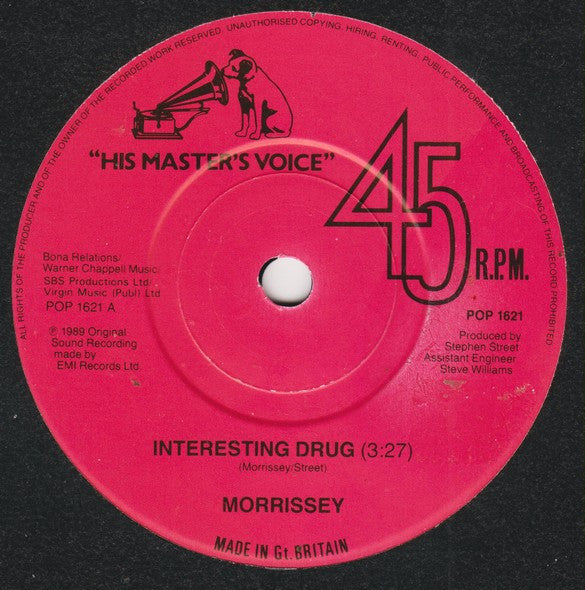 ALL RIGHTS OF THE PRODUCER AND OF THE OWNER OF THE RECORDED WORK RESERVED. UNAUTHORISED COPYING, HIRING, RENTING, PUBLIC PERFORMANCE AND BROADCASTING OF THIS RECORD PROHIBITED
"HIS MASTER'S VOICE"
45
R.P.M.
Bona Relations/
Warner Chappell Music
SBS Productions Ltd
Virgin Music (Publ) Ltd
POP 1621 A
℗ 1989 Original
Sound Recording
made by
EMI Records Ltd.
POP 1621
Produced by
Stephen Street
Assistant Engineer
Steve Williams
INTERESTING DRUG (3:27)
(Morrissey/Street)
MORRISSEY
MADE IN Gt. BRITAIN